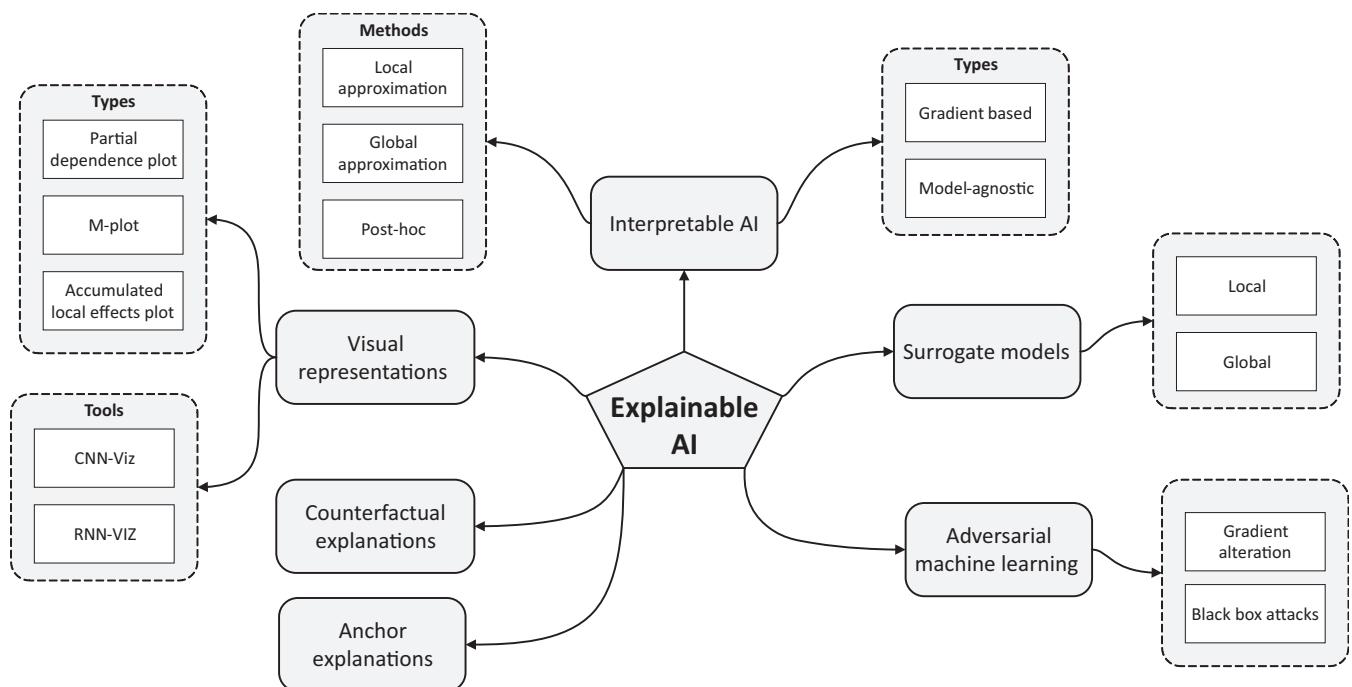 Methods
Local
approximation
Global
approximation
Post-hoc
Types
Gradient based
Model-agnostic
Types
Partial
dependence plot
M-plot
Accumulated
local effects plot
Interpretable AI
Local
Global
Visual
representations
Surrogate models
Explainable
AI
Tools
CNN-Viz
RNN-VIZ
Counterfactual
explanations
Adversarial
machine learning
Gradient
alteration
Black box attacks
Anchor
explanations